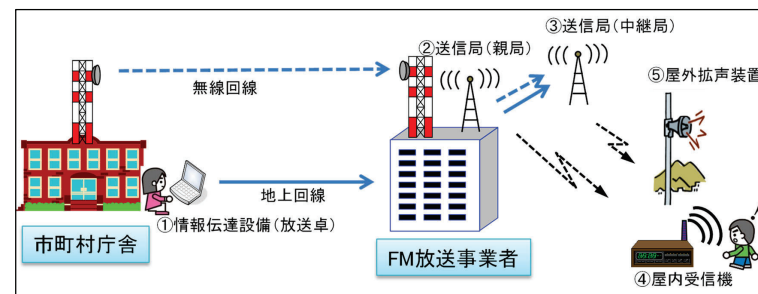 ③送信局(中継局)
②送信局(親局)
無線回線
⑤屋外拡声装置
地上回線
①情報伝達設備(放送卓)
市町村庁舎
FM放送事業者
④屋内受信機